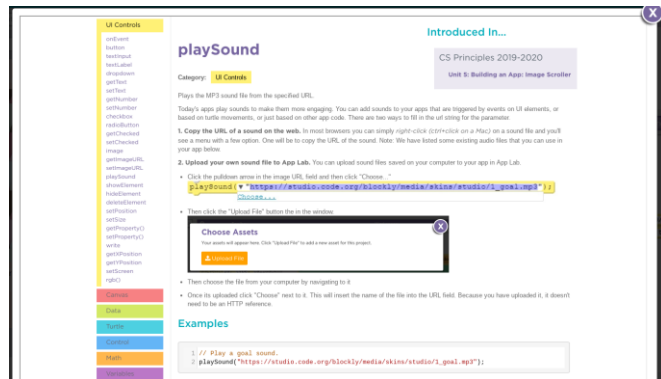 X
UI Controls
onEvent
button
textInput
textLabel
dropdown
getText
setText
getNumber
setNumber
checkbox
radioButton
getChecked
setChecked
image
getImageURL
setImageURL
playSound
showElement
hideElement
deleteElement
setPosition
setSize
getProperty()
setProperty()
write
getXPosition
getYPosition
setScreen
rgb()
Canvas
Data
Turtle
Control
Math
Variables
playSound
Category: UI Controls
Introduced In...
CS Principles 2019-2020
Unit 5: Building an App: Image Scroller
Plays the MP3 sound file from the specified URL.
Today's apps play sounds to make them more engaging. You can add sounds to your apps that are triggered by events on UI elements, or
based on turtle movements, or just based on other app code. There are two ways to fill in the url string for the parameter.
1. Copy the URL of a sound on the web. In most browsers you can simply right-click (ctrl+click on a Mac) on a sound file and you'll
see a menu with a few option. One will be to copy the URL of the sound. Note: We have listed some existing audio files that you can use in
your app below.
2. Upload your own sound file to App Lab. You can upload sound files saved on your computer to your app in App Lab.
• Click the pulldown arrow in the image URL field and then click "Choose..."
playSound(▼ "https://studio.code.org/blockly/media/skins/studio/1_goal.mp3");
Choose...
• Then click the "Upload File" button the in the window.
Choose Assets
X
Your assets will appear here. Click "Upload File" to add a new asset for this project.
Upload File
• Then choose the file from your computer by navigating to it
• Once its uploaded click "Choose" next to it. This will insert the name of the file into the URL field. Because you have uploaded it, it doesn't
need to be an HTTP reference.
Examples
1 // Play a goal sound.
2 playSound("https://studio.code.org/blockly/media/skins/studio/1_goal.mp3");